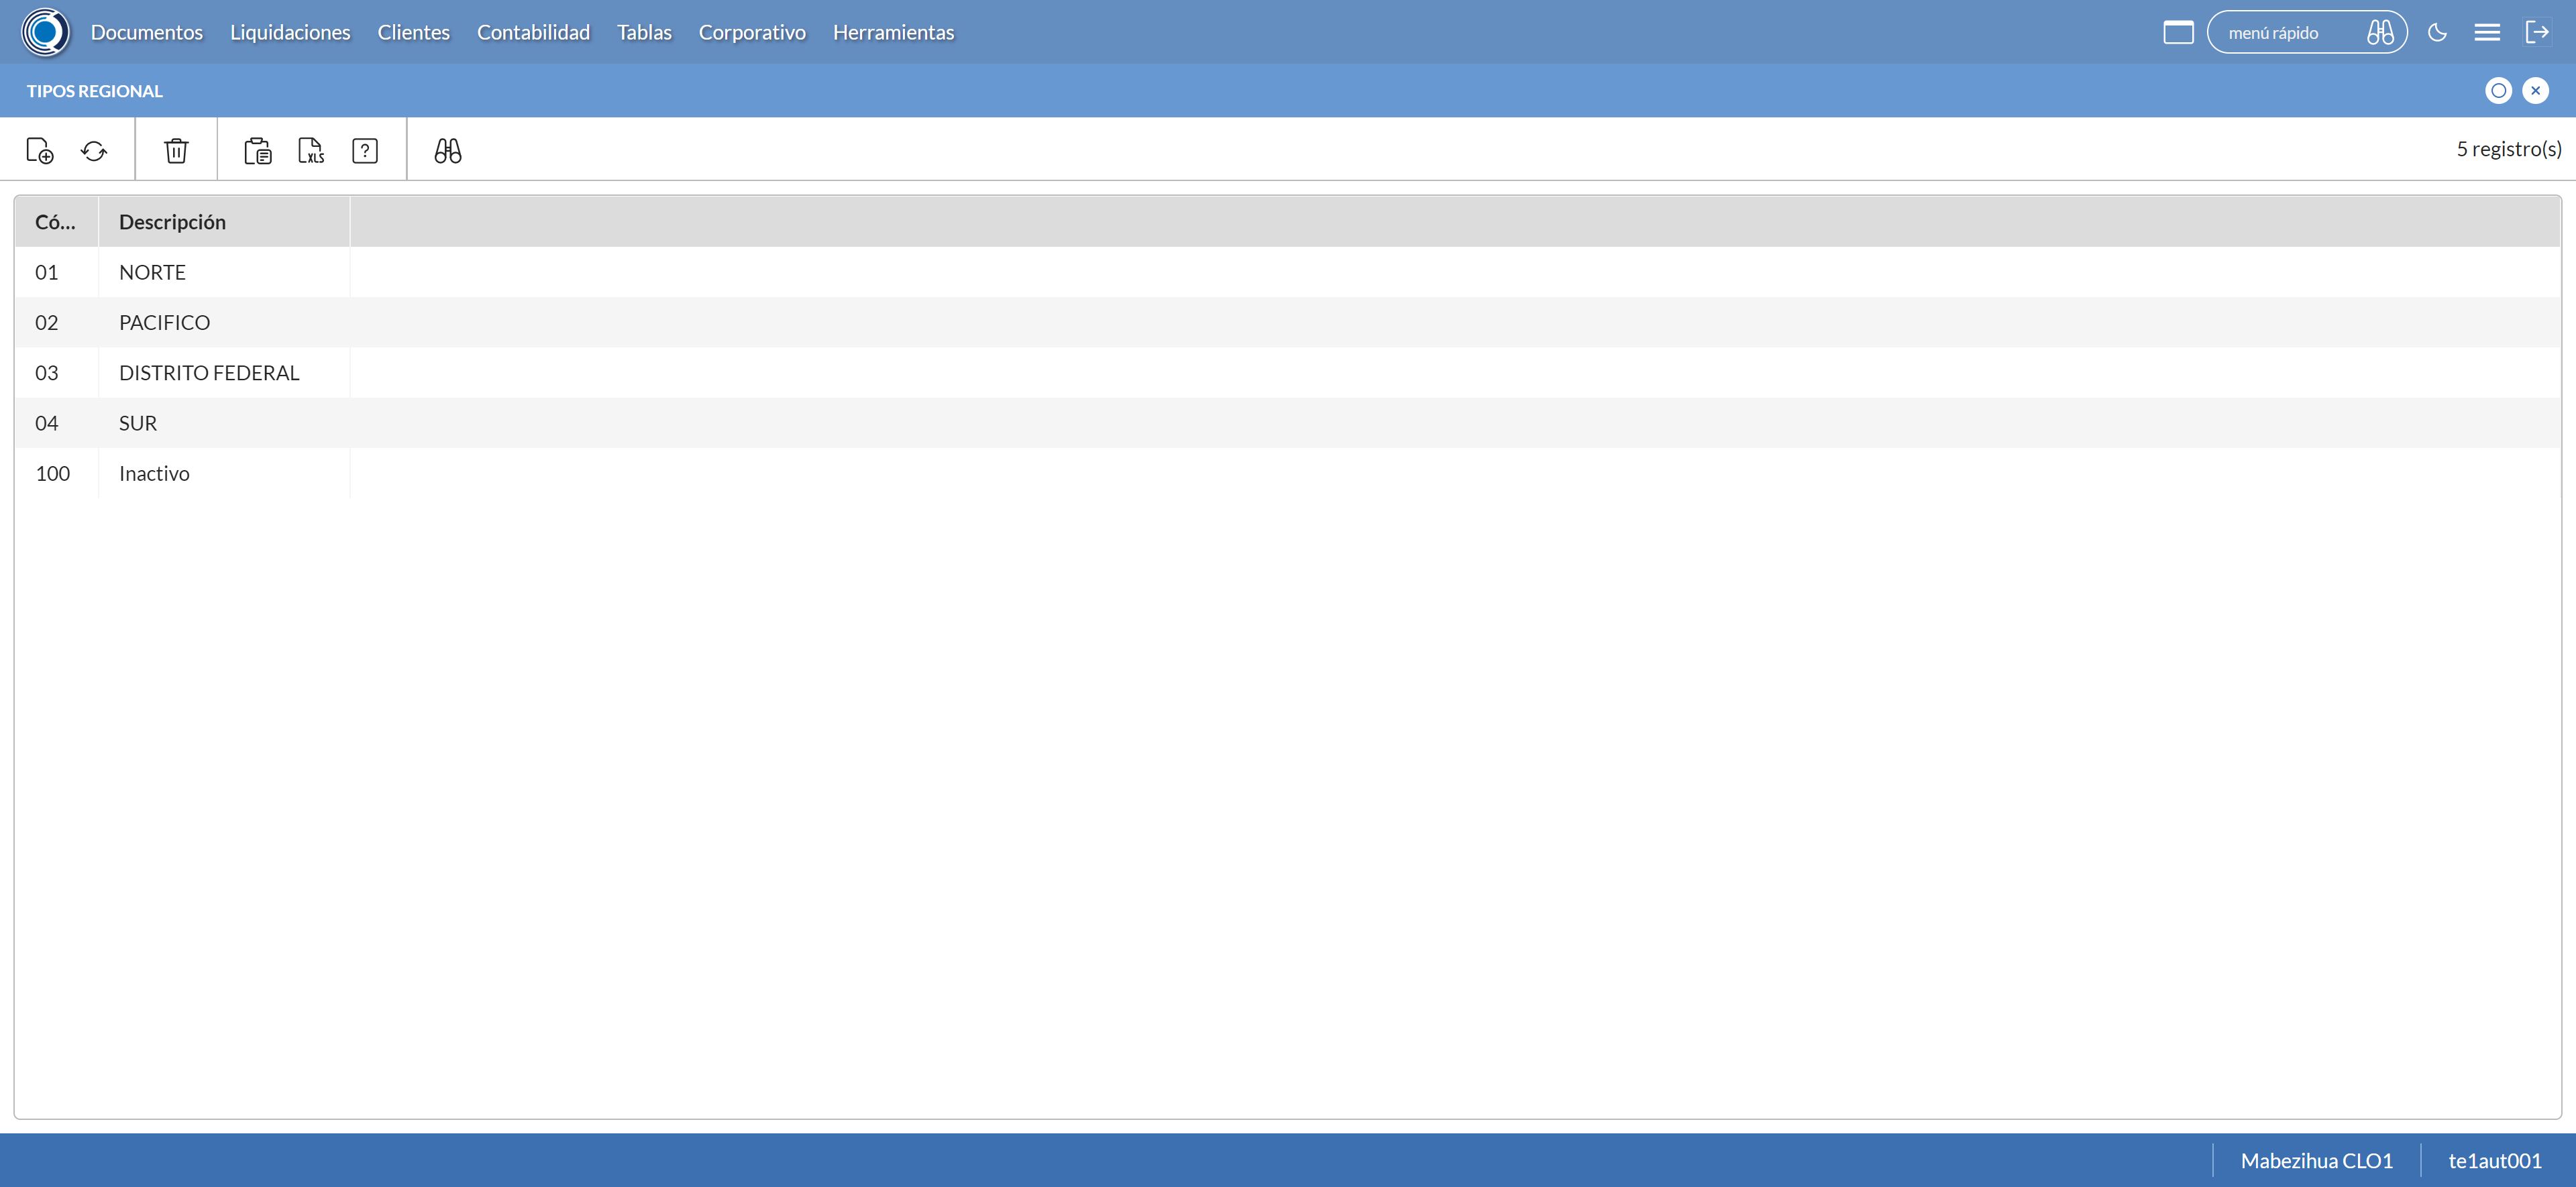 Documentos Liquidaciones Clientes Contabilidad Tablas Corporativo Herramientas menú rápido
TIPOS REGIONAL
XLS ? 5 registro(s)
Có... Descripción
01 NORTE
02 PACIFICO
03 DISTRITO FEDERAL
04 SUR
100 Inactivo
Mabezihua CLO1 te1aut001